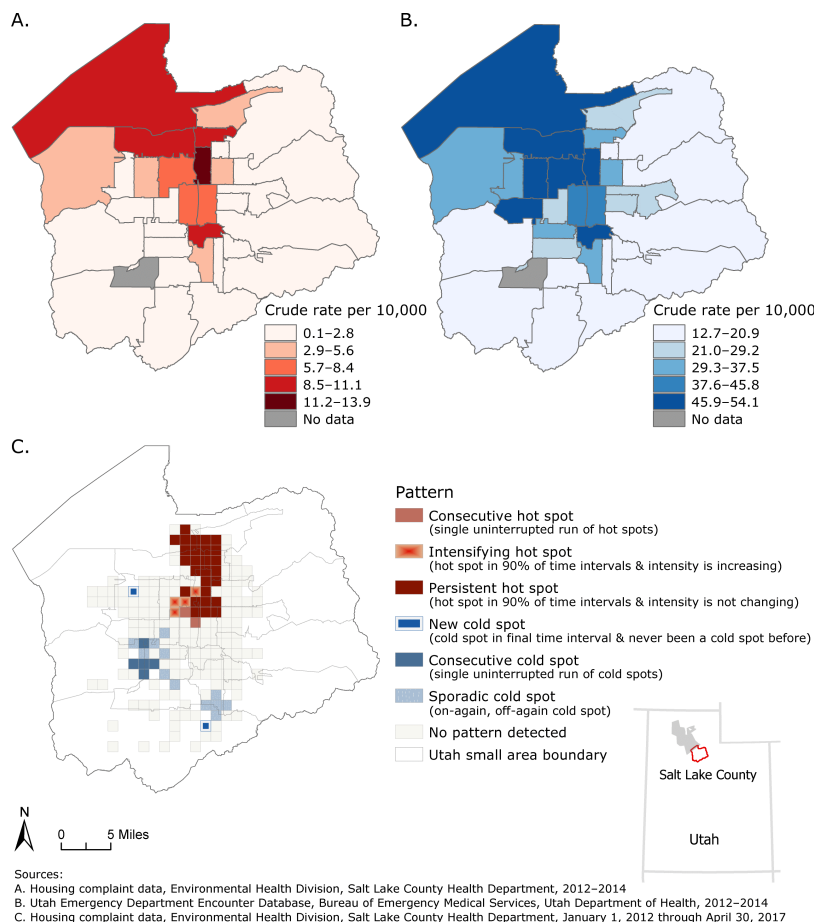 A.
B.
Crude rate per 10,000
0.1–2.8
2.9–5.6
5.7–8.4
8.5–11.1
11.2–13.9
No data
Crude rate per 10,000
12.7–20.9
21.0–29.2
29.3–37.5
37.6–45.8
45.9–54.1
No data
C.
Pattern
Consecutive hot spot
(single uninterrupted run of hot spots)
Intensifying hot spot
(hot spot in 90% of time intervals & intensity is increasing)
Persistent hot spot
(hot spot in 90% of time intervals & intensity is not changing)
New cold spot
(cold spot in final time interval & never been a cold spot before)
Consecutive cold spot
(single uninterrupted run of cold spots)
Sporadic cold spot
(on-again, off-again cold spot)
No pattern detected
Utah small area boundary
Salt Lake County
Utah
N
0 5 Miles
Sources:
A. Housing complaint data, Environmental Health Division, Salt Lake County Health Department, 2012–2014
B. Utah Emergency Department Encounter Database, Bureau of Emergency Medical Services, Utah Department of Health, 2012–2014
C. Housing complaint data, Environmental Health Division, Salt Lake County Health Department, January 1, 2012 through April 30, 2017